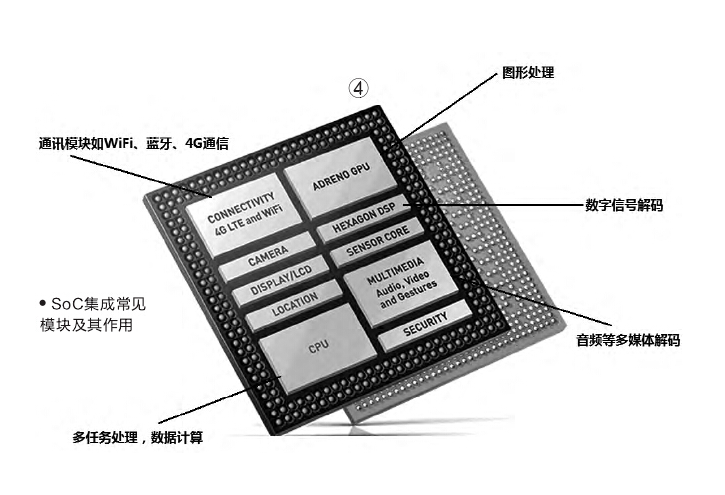 ④
图形处理
通讯模块如WiFi、蓝牙、4G通信
ADRENO GPU
CONNECTIVITY
4G LTE and WiFi
数字信号解码
HEXAGON DSP
CAMERA
SENSOR CORE
DISPLAY/LCD
MULTIMEDIA
Audio, Video
and Gestures
LOCATION
• SoC集成常见
模块及其作用
SECURITY
音频等多媒体解码
CPU
多任务处理，数据计算